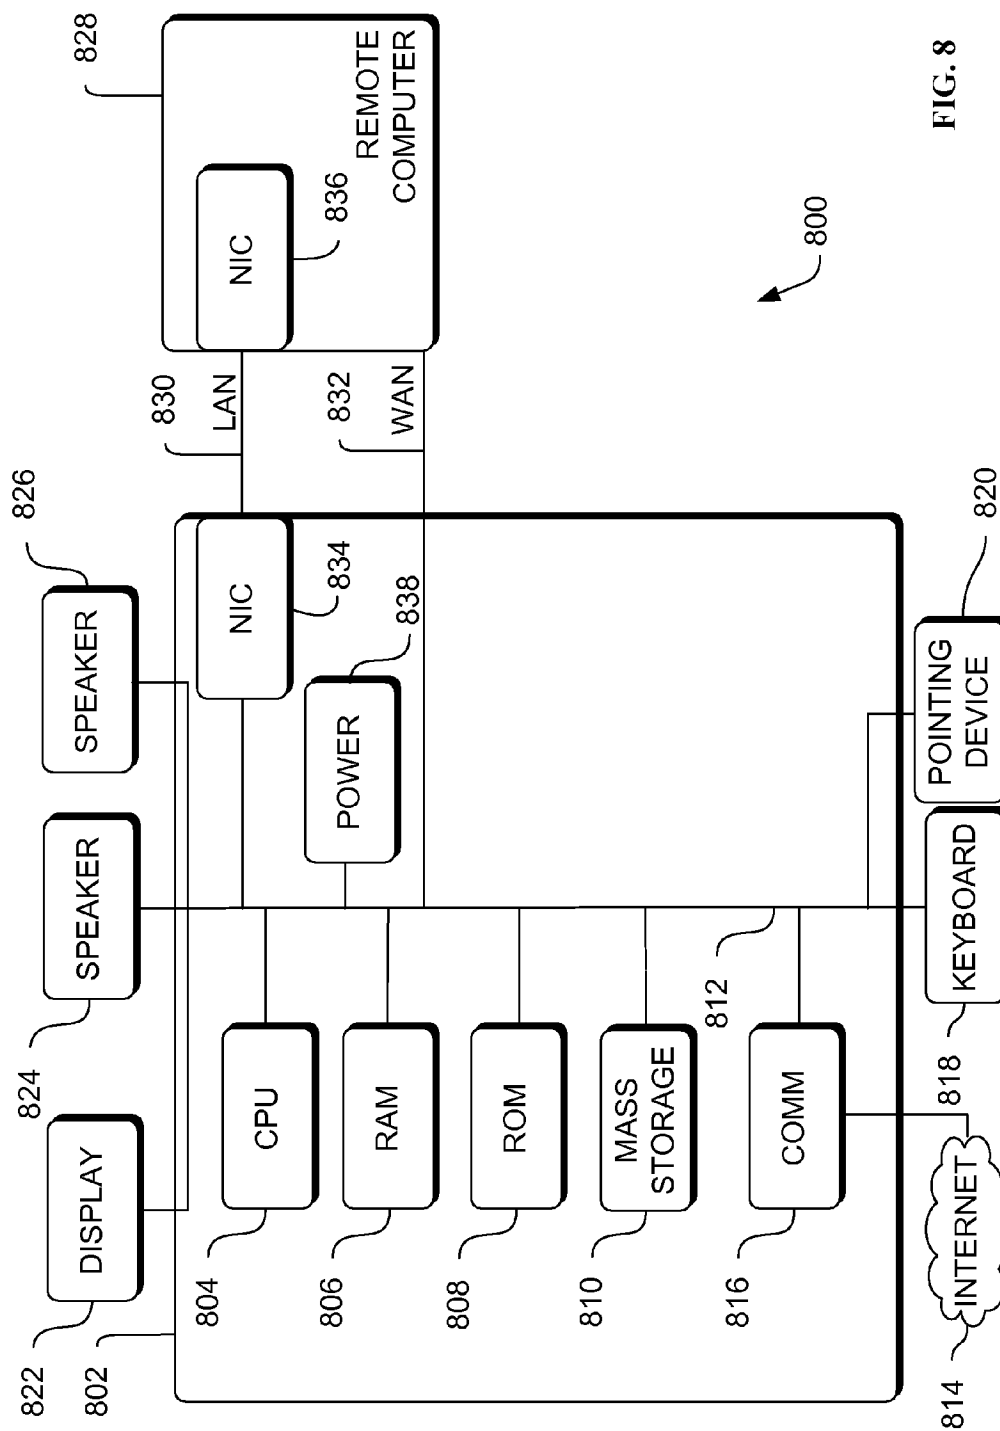 822
802
DISPLAY
824
SPEAKER
826
SPEAKER
828
804
CPU
806
RAM
808
ROM
810
MASS
STORAGE
816
COMM
812
NIC
834
POWER
838
830
LAN
832
WAN
NIC
836
REMOTE
COMPUTER
814
INTERNET
818
KEYBOARD
POINTING
DEVICE
820
800
FIG. 8